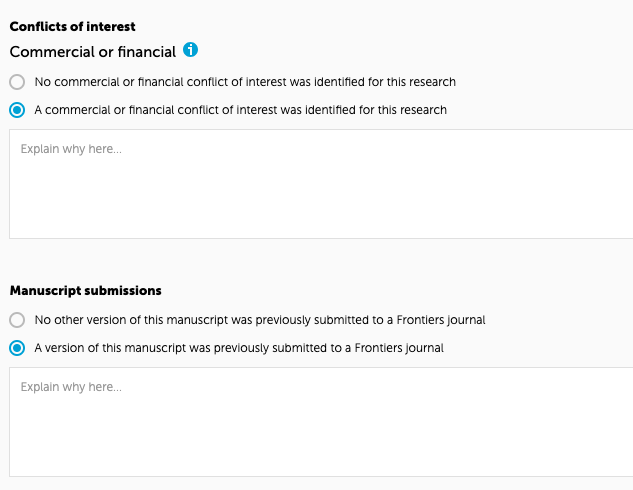 Conflicts of interest
Commercial or financial
No commercial or financial conflict of interest was identified for this research
A commercial or financial conflict of interest was identified for this research
Explain why here...
Manuscript submissions
No other version of this manuscript was previously submitted to a Frontiers journal
A version of this manuscript was previously submitted to a Frontiers journal
Explain why here...